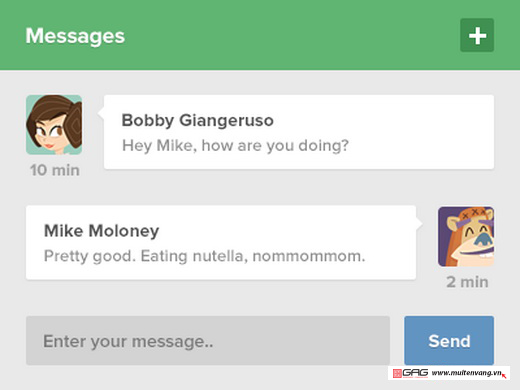 Messages
Bobby Giangeruso
Hey Mike, how are you doing?
10 min
Mike Moloney
Pretty good. Eating nutella, nommommom.
2 min
Enter your message..
Send
GAG www.muitenvang.vn